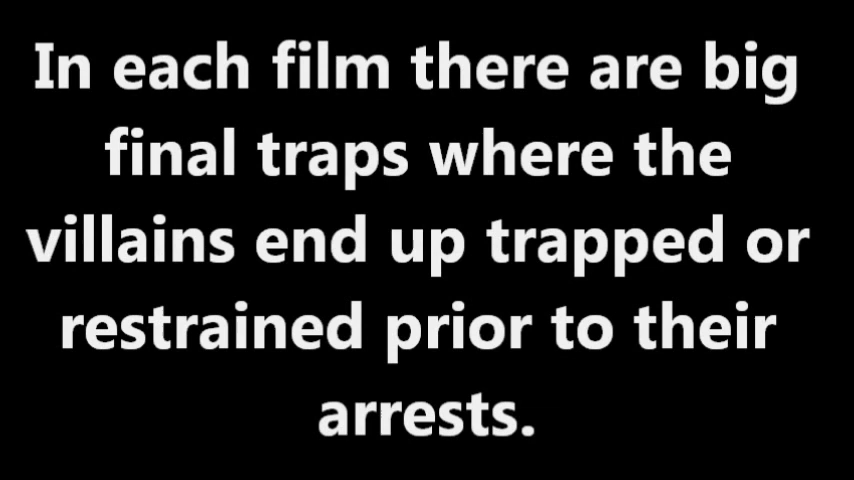 In each film there are big
final traps where the
villains end up trapped or
restrained prior to their
arrests.